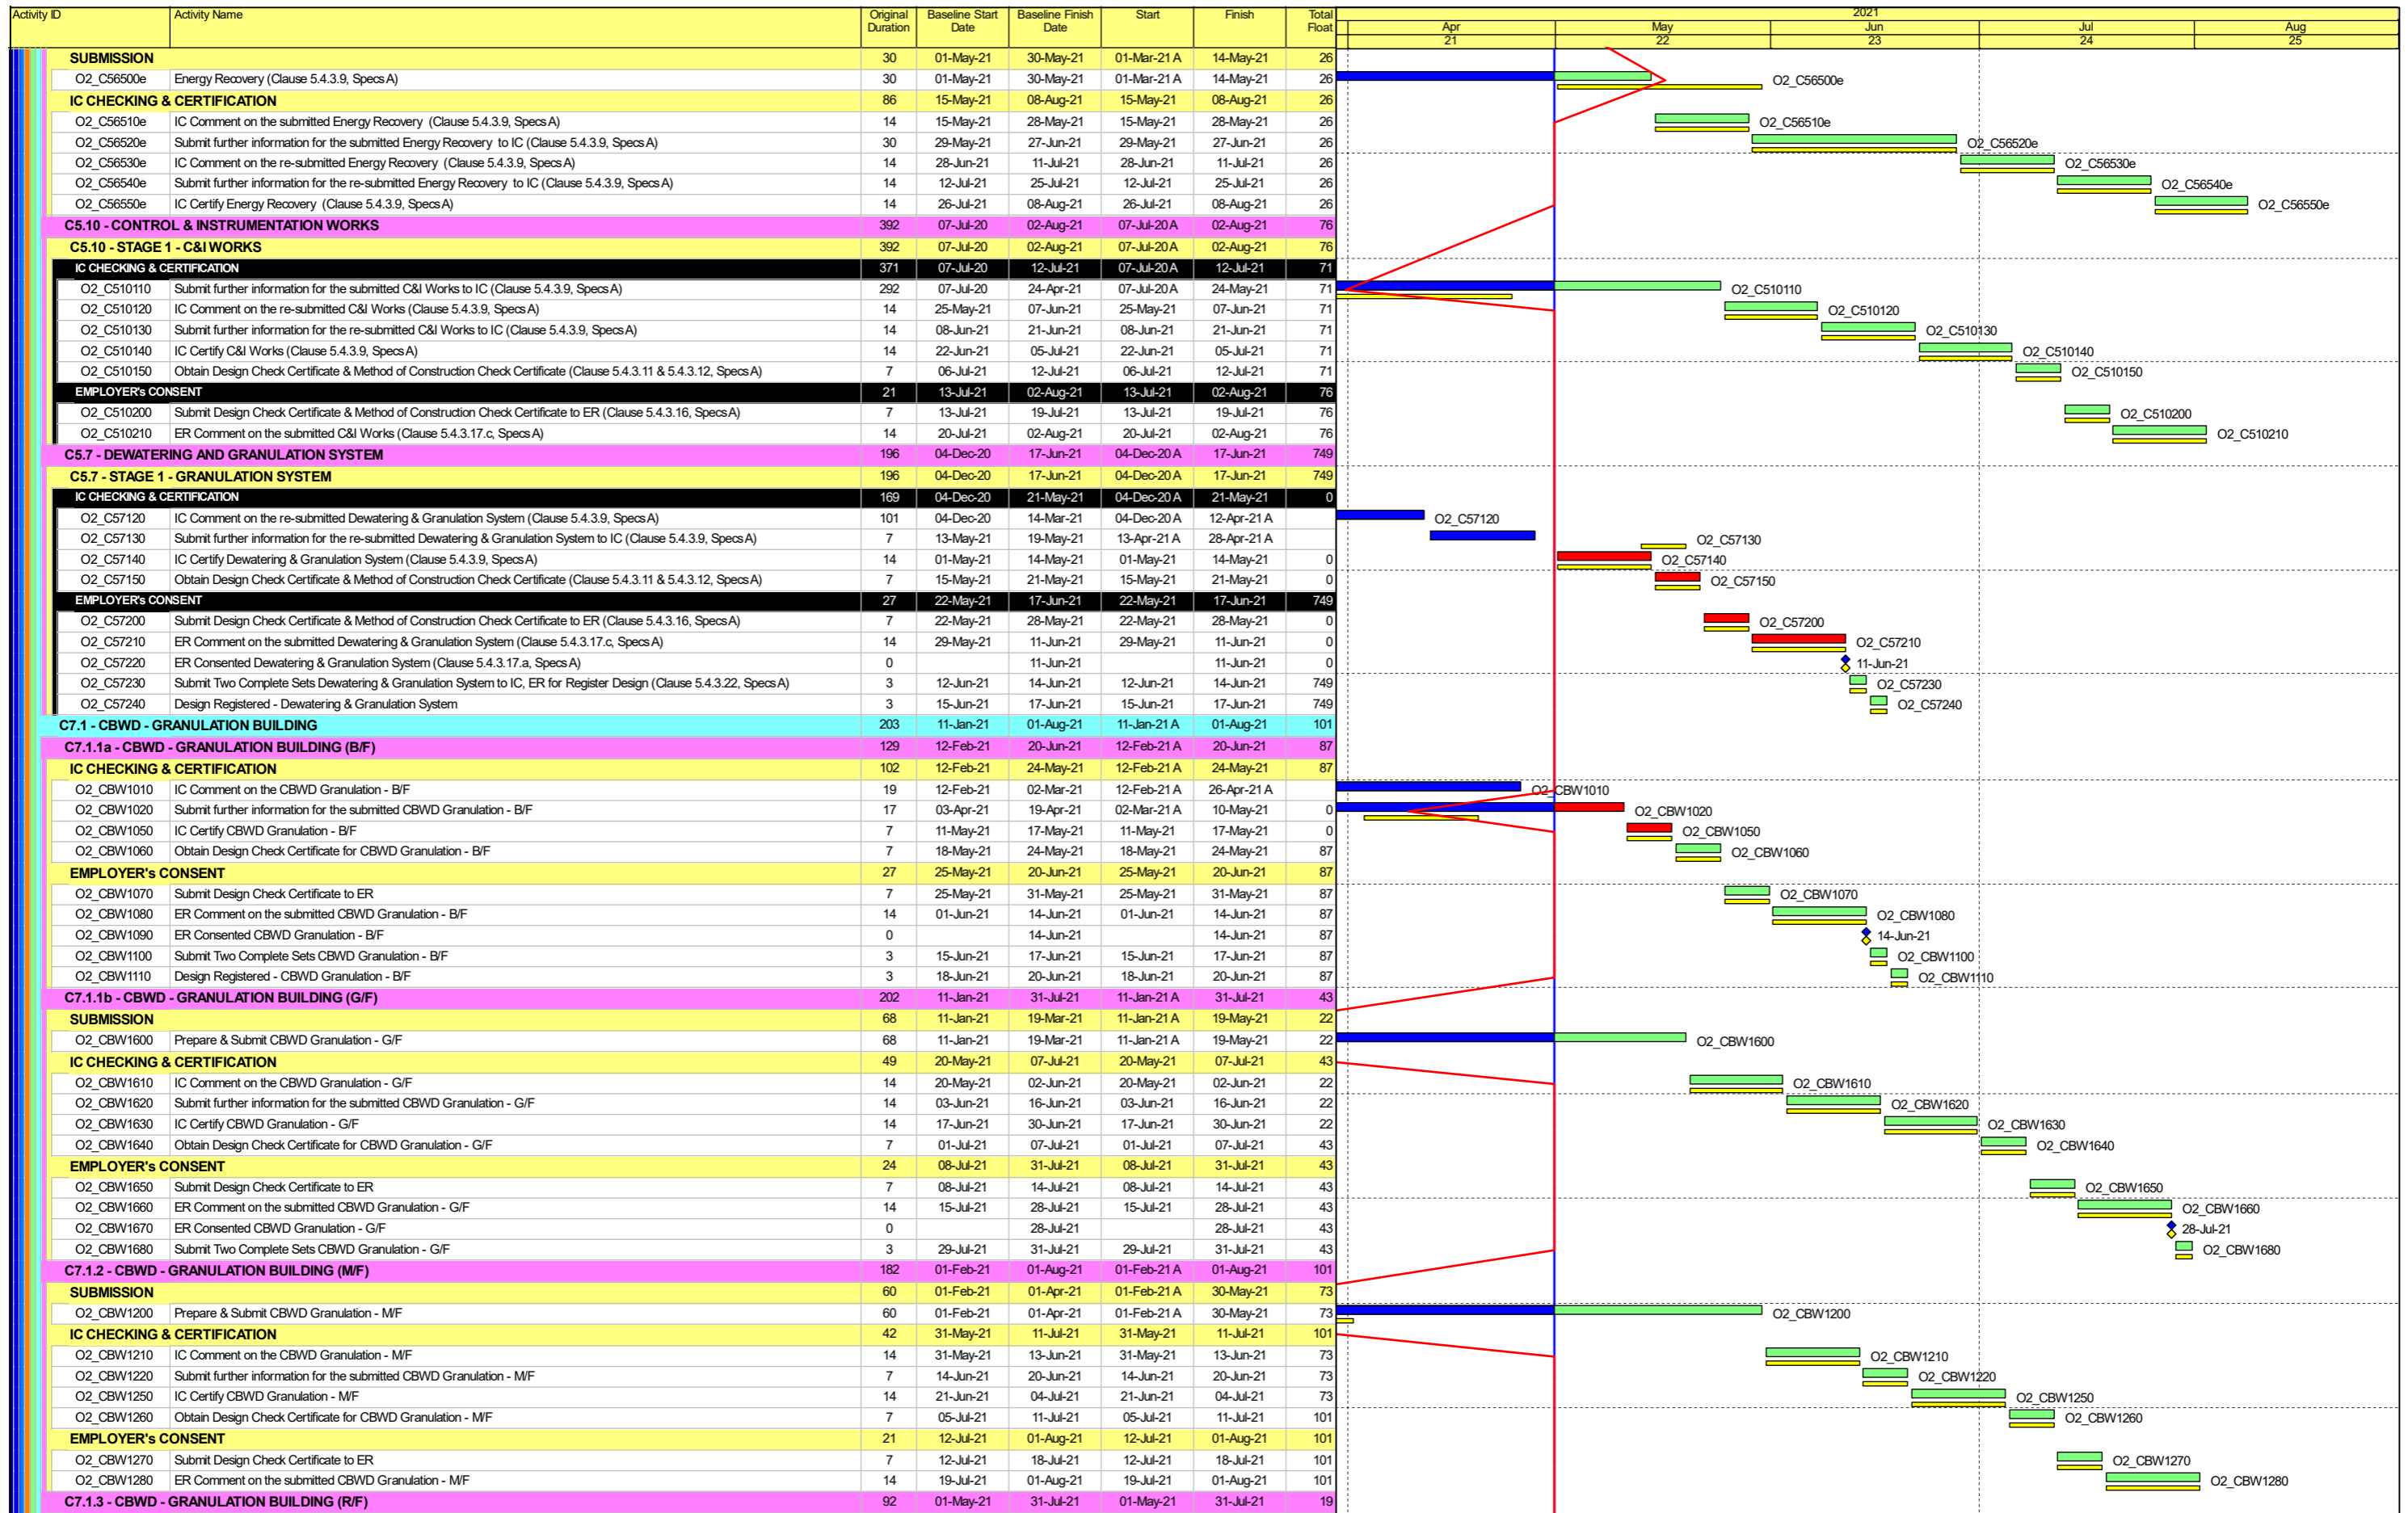 Activity ID Activity Name Original Duration Baseline Start Date Baseline Finish Date Start Finish Total Float 2021
Apr May Jun Jul Aug
21 22 23 24 25
SUBMISSION 30 01-May-21 30-May-21 01-Mar-21 A 14-May-21 26
O2_C56500e Energy Recovery (Clause 5.4.3.9, Specs A) 30 01-May-21 30-May-21 01-Mar-21 A 14-May-21 26 O2_C56500e
IC CHECKING & CERTIFICATION 86 15-May-21 08-Aug-21 15-May-21 08-Aug-21 26
O2_C56510e IC Comment on the submitted Energy Recovery (Clause 5.4.3.9, Specs A) 14 15-May-21 28-May-21 15-May-21 28-May-21 26 O2_C56510e
O2_C56520e Submit further information for the submitted Energy Recovery to IC (Clause 5.4.3.9, Specs A) 30 29-May-21 27-Jun-21 29-May-21 27-Jun-21 26 O2_C56520e
O2_C56530e IC Comment on the re-submitted Energy Recovery (Clause 5.4.3.9, Specs A) 14 28-Jun-21 11-Jul-21 28-Jun-21 11-Jul-21 26 O2_C56530e
O2_C56540e Submit further information for the re-submitted Energy Recovery to IC (Clause 5.4.3.9, Specs A) 14 12-Jul-21 25-Jul-21 12-Jul-21 25-Jul-21 26 O2_C56540e
O2_C56550e IC Certify Energy Recovery (Clause 5.4.3.9, Specs A) 14 26-Jul-21 08-Aug-21 26-Jul-21 08-Aug-21 26 O2_C56550e
C5.10 - CONTROL & INSTRUMENTATION WORKS 392 07-Jul-20 02-Aug-21 07-Jul-20 A 02-Aug-21 76
C5.10 - STAGE 1 - C&I WORKS 392 07-Jul-20 02-Aug-21 07-Jul-20 A 02-Aug-21 76
IC CHECKING & CERTIFICATION 371 07-Jul-20 12-Jul-21 07-Jul-20 A 12-Jul-21 71
O2_C510110 Submit further information for the submitted C&I Works to IC (Clause 5.4.3.9, Specs A) 292 07-Jul-20 24-Apr-21 07-Jul-20 A 24-May-21 71 O2_C510110
O2_C510120 IC Comment on the re-submitted C&I Works (Clause 5.4.3.9, Specs A) 14 25-May-21 07-Jun-21 25-May-21 07-Jun-21 71 O2_C510120
O2_C510130 Submit further information for the re-submitted C&I Works to IC (Clause 5.4.3.9, Specs A) 14 08-Jun-21 21-Jun-21 08-Jun-21 21-Jun-21 71 O2_C510130
O2_C510140 IC Certify C&I Works (Clause 5.4.3.9, Specs A) 14 22-Jun-21 05-Jul-21 22-Jun-21 05-Jul-21 71 O2_C510140
O2_C510150 Obtain Design Check Certificate & Method of Construction Check Certificate (Clause 5.4.3.11 & 5.4.3.12, Specs A) 7 06-Jul-21 12-Jul-21 06-Jul-21 12-Jul-21 71 O2_C510150
EMPLOYER's CONSENT 21 13-Jul-21 02-Aug-21 13-Jul-21 02-Aug-21 76
O2_C510200 Submit Design Check Certificate & Method of Construction Check Certificate to ER (Clause 5.4.3.16, Specs A) 7 13-Jul-21 19-Jul-21 13-Jul-21 19-Jul-21 76 O2_C510200
O2_C510210 ER Comment on the submitted C&I Works (Clause 5.4.3.17.c, Specs A) 14 20-Jul-21 02-Aug-21 20-Jul-21 02-Aug-21 76 O2_C510210
C5.7 - DEWATERING AND GRANULATION SYSTEM 196 04-Dec-20 17-Jun-21 04-Dec-20 A 17-Jun-21 749
C5.7 - STAGE 1 - GRANULATION SYSTEM 196 04-Dec-20 17-Jun-21 04-Dec-20 A 17-Jun-21 749
IC CHECKING & CERTIFICATION 169 04-Dec-20 21-May-21 04-Dec-20 A 21-May-21 0
O2_C57120 IC Comment on the re-submitted Dewatering & Granulation System (Clause 5.4.3.9, Specs A) 101 04-Dec-20 14-Mar-21 04-Dec-20 A 12-Apr-21 A O2_C57120
O2_C57130 Submit further information for the re-submitted Dewatering & Granulation System to IC (Clause 5.4.3.9, Specs A) 7 13-May-21 19-May-21 13-Apr-21 A 28-Apr-21 A O2_C57130
O2_C57140 IC Certify Dewatering & Granulation System (Clause 5.4.3.9, Specs A) 14 01-May-21 14-May-21 01-May-21 14-May-21 0 O2_C57140
O2_C57150 Obtain Design Check Certificate & Method of Construction Check Certificate (Clause 5.4.3.11 & 5.4.3.12, Specs A) 7 15-May-21 21-May-21 15-May-21 21-May-21 0 O2_C57150
EMPLOYER's CONSENT 27 22-May-21 17-Jun-21 22-May-21 17-Jun-21 749
O2_C57200 Submit Design Check Certificate & Method of Construction Check Certificate to ER (Clause 5.4.3.16, Specs A) 7 22-May-21 28-May-21 22-May-21 28-May-21 0 O2_C57200
O2_C57210 ER Comment on the submitted Dewatering & Granulation System (Clause 5.4.3.17.c, Specs A) 14 29-May-21 11-Jun-21 29-May-21 11-Jun-21 0 O2_C57210
O2_C57220 ER Consented Dewatering & Granulation System (Clause 5.4.3.17.a, Specs A) 0 11-Jun-21 11-Jun-21 0 11-Jun-21
O2_C57230 Submit Two Complete Sets Dewatering & Granulation System to IC, ER for Register Design (Clause 5.4.3.22, Specs A) 3 12-Jun-21 14-Jun-21 12-Jun-21 14-Jun-21 749 O2_C57230
O2_C57240 Design Registered - Dewatering & Granulation System 3 15-Jun-21 17-Jun-21 15-Jun-21 17-Jun-21 749 O2_C57240
C7.1 - CBWD - GRANULATION BUILDING 203 11-Jan-21 01-Aug-21 11-Jan-21 A 01-Aug-21 101
C7.1.1a - CBWD - GRANULATION BUILDING (B/F) 129 12-Feb-21 20-Jun-21 12-Feb-21 A 20-Jun-21 87
IC CHECKING & CERTIFICATION 102 12-Feb-21 24-May-21 12-Feb-21 A 24-May-21 87
O2_CBW1010 IC Comment on the CBWD Granulation - B/F 19 12-Feb-21 02-Mar-21 12-Feb-21 A 26-Apr-21 A O2_CBW1010
O2_CBW1020 Submit further information for the submitted CBWD Granulation - B/F 17 03-Apr-21 19-Apr-21 02-Mar-21 A 10-May-21 0 O2_CBW1020
O2_CBW1050 IC Certify CBWD Granulation - B/F 7 11-May-21 17-May-21 11-May-21 17-May-21 0 O2_CBW1050
O2_CBW1060 Obtain Design Check Certificate for CBWD Granulation - B/F 7 18-May-21 24-May-21 18-May-21 24-May-21 87 O2_CBW1060
EMPLOYER's CONSENT 27 25-May-21 20-Jun-21 25-May-21 20-Jun-21 87
O2_CBW1070 Submit Design Check Certificate to ER 7 25-May-21 31-May-21 25-May-21 31-May-21 87 O2_CBW1070
O2_CBW1080 ER Comment on the submitted CBWD Granulation - B/F 14 01-Jun-21 14-Jun-21 01-Jun-21 14-Jun-21 87 O2_CBW1080
O2_CBW1090 ER Consented CBWD Granulation - B/F 0 14-Jun-21 14-Jun-21 87 14-Jun-21
O2_CBW1100 Submit Two Complete Sets CBWD Granulation - B/F 3 15-Jun-21 17-Jun-21 15-Jun-21 17-Jun-21 87 O2_CBW1100
O2_CBW1110 Design Registered - CBWD Granulation - B/F 3 18-Jun-21 20-Jun-21 18-Jun-21 20-Jun-21 87 O2_CBW1110
C7.1.1b - CBWD - GRANULATION BUILDING (G/F) 202 11-Jan-21 31-Jul-21 11-Jan-21 A 31-Jul-21 43
SUBMISSION 68 11-Jan-21 19-Mar-21 11-Jan-21 A 19-May-21 22
O2_CBW1600 Prepare & Submit CBWD Granulation - G/F 68 11-Jan-21 19-Mar-21 11-Jan-21 A 19-May-21 22 O2_CBW1600
IC CHECKING & CERTIFICATION 49 20-May-21 07-Jul-21 20-May-21 07-Jul-21 43
O2_CBW1610 IC Comment on the CBWD Granulation - G/F 14 20-May-21 02-Jun-21 20-May-21 02-Jun-21 22 O2_CBW1610
O2_CBW1620 Submit further information for the submitted CBWD Granulation - G/F 14 03-Jun-21 16-Jun-21 03-Jun-21 16-Jun-21 22 O2_CBW1620
O2_CBW1630 IC Certify CBWD Granulation - G/F 14 17-Jun-21 30-Jun-21 17-Jun-21 30-Jun-21 22 O2_CBW1630
O2_CBW1640 Obtain Design Check Certificate for CBWD Granulation - G/F 7 01-Jul-21 07-Jul-21 01-Jul-21 07-Jul-21 43 O2_CBW1640
EMPLOYER's CONSENT 24 08-Jul-21 31-Jul-21 08-Jul-21 31-Jul-21 43
O2_CBW1650 Submit Design Check Certificate to ER 7 08-Jul-21 14-Jul-21 08-Jul-21 14-Jul-21 43 O2_CBW1650
O2_CBW1660 ER Comment on the submitted CBWD Granulation - G/F 14 15-Jul-21 28-Jul-21 15-Jul-21 28-Jul-21 43 O2_CBW1660
O2_CBW1670 ER Consented CBWD Granulation - G/F 0 28-Jul-21 28-Jul-21 43 28-Jul-21
O2_CBW1680 Submit Two Complete Sets CBWD Granulation - G/F 3 29-Jul-21 31-Jul-21 29-Jul-21 31-Jul-21 43 O2_CBW1680
C7.1.2 - CBWD - GRANULATION BUILDING (M/F) 182 01-Feb-21 01-Aug-21 01-Feb-21 A 01-Aug-21 101
SUBMISSION 60 01-Feb-21 01-Apr-21 01-Feb-21 A 30-May-21 73
O2_CBW1200 Prepare & Submit CBWD Granulation - M/F 60 01-Feb-21 01-Apr-21 01-Feb-21 A 30-May-21 73 O2_CBW1200
IC CHECKING & CERTIFICATION 42 31-May-21 11-Jul-21 31-May-21 11-Jul-21 101
O2_CBW1210 IC Comment on the CBWD Granulation - M/F 14 31-May-21 13-Jun-21 31-May-21 13-Jun-21 73 O2_CBW1210
O2_CBW1220 Submit further information for the submitted CBWD Granulation - M/F 7 14-Jun-21 20-Jun-21 14-Jun-21 20-Jun-21 73 O2_CBW1220
O2_CBW1250 IC Certify CBWD Granulation - M/F 14 21-Jun-21 04-Jul-21 21-Jun-21 04-Jul-21 73 O2_CBW1250
O2_CBW1260 Obtain Design Check Certificate for CBWD Granulation - M/F 7 05-Jul-21 11-Jul-21 05-Jul-21 11-Jul-21 101 O2_CBW1260
EMPLOYER's CONSENT 21 12-Jul-21 01-Aug-21 12-Jul-21 01-Aug-21 101
O2_CBW1270 Submit Design Check Certificate to ER 7 12-Jul-21 18-Jul-21 12-Jul-21 18-Jul-21 101 O2_CBW1270
O2_CBW1280 ER Comment on the submitted CBWD Granulation - M/F 14 19-Jul-21 01-Aug-21 19-Jul-21 01-Aug-21 101 O2_CBW1280
C7.1.3 - CBWD - GRANULATION BUILDING (R/F) 92 01-May-21 31-Jul-21 01-May-21 31-Jul-21 19